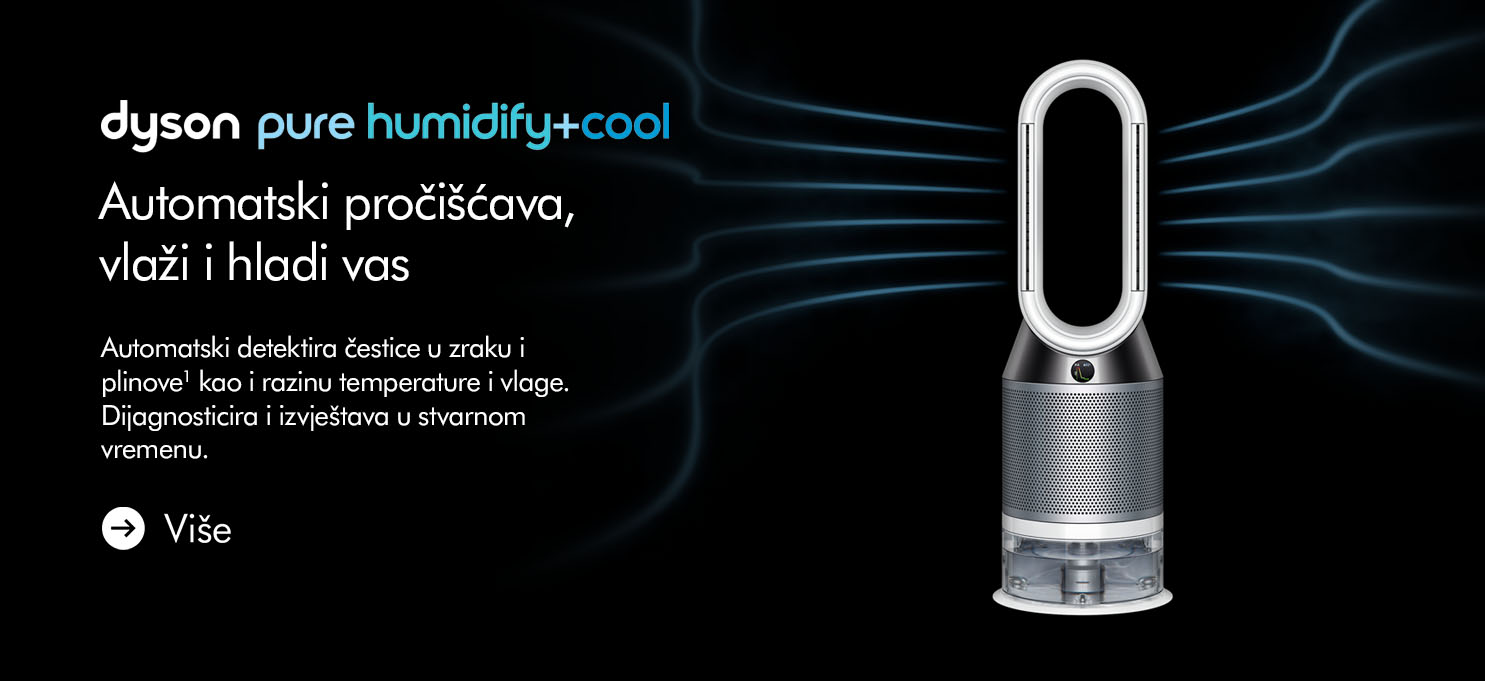 dyson pure humidify+cool
Automatski pročišćava,
vlaži i hladi vas
Automatski detektira čestice u zraku i
plinove¹ kao i razinu temperature i vlage.
Dijagnosticira i izvještava u stvarnom
vremenu.
Više